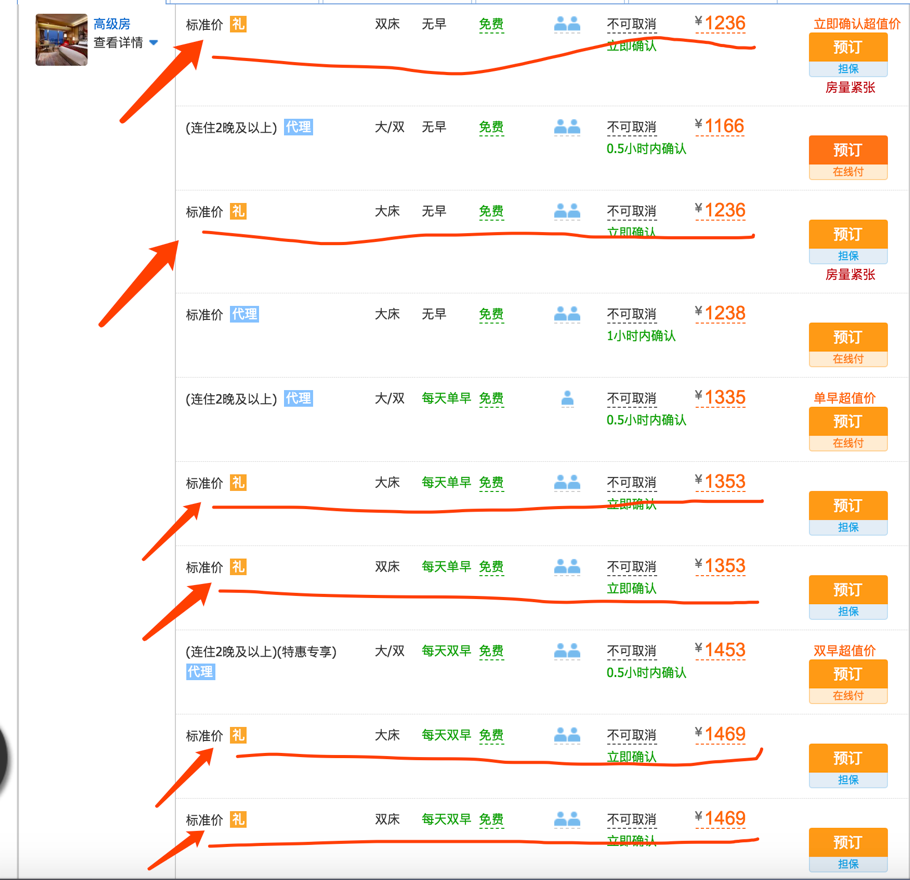 高级房
查看详情
标准价 礼 双床 无早 免费 不可取消 ¥1236 立即确认超值价
立即确认 预订
担保
房量紧张
(连住2晚及以上) 代理 大/双 无早 免费 不可取消 ¥1166
0.5小时内确认 预订
在线付
标准价 礼 大床 无早 免费 不可取消 ¥1236
立即确认 预订
担保
房量紧张
标准价 代理 大床 无早 免费 不可取消 ¥1238
1小时内确认 预订
在线付
(连住2晚及以上) 代理 大/双 每天单早 免费 不可取消 ¥1335 单早超值价
0.5小时内确认 预订
在线付
标准价 礼 大床 每天单早 免费 不可取消 ¥1353
立即确认 预订
担保
标准价 礼 双床 每天单早 免费 不可取消 ¥1353
立即确认 预订
担保
(连住2晚及以上)(特惠专享) 大/双 每天双早 免费 不可取消 ¥1453 双早超值价
代理 0.5小时内确认 预订
在线付
标准价 礼 大床 每天双早 免费 不可取消 ¥1469
立即确认 预订
担保
标准价 礼 双床 每天双早 免费 不可取消 ¥1469
立即确认 预订
担保